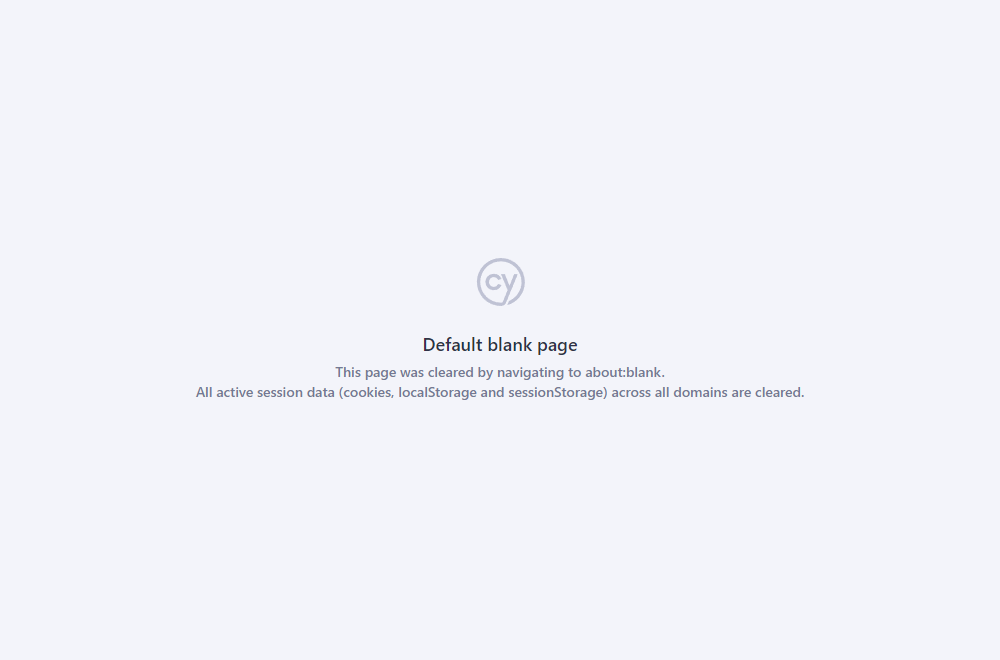 cy
Default blank page
This page was cleared by navigating to about:blank.
All active session data (cookies, localStorage and sessionStorage) across all domains are cleared.